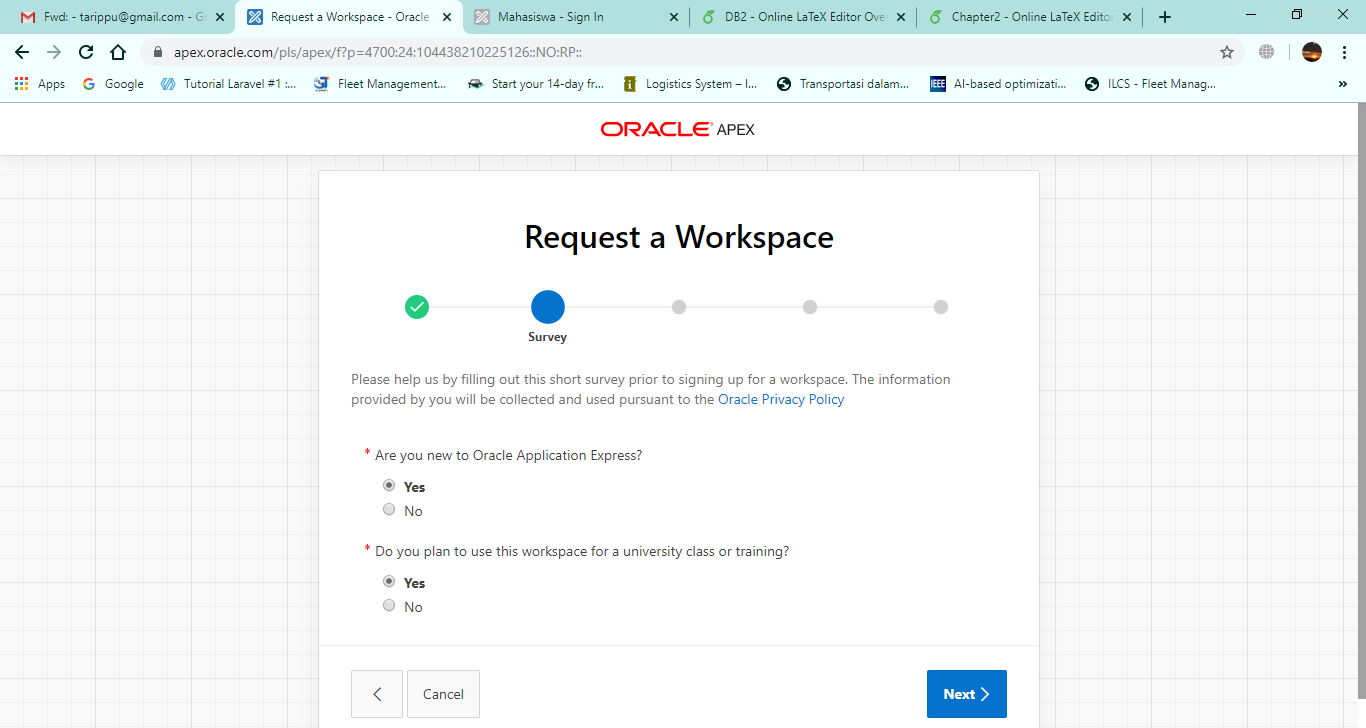 Fwd: - tarippu@gmail.com - G
Request a Workspace - Oracle
Mahasiswa - Sign In
DB2 - Online LaTeX Editor Over
Chapter2 - Online LaTeX Editor
apex.oracle.com/pls/apex/f?p=4700:24:104438210225126::NO:RP::
Apps
Google
Tutorial Laravel #1 :...
Fleet Management...
Start your 14-day fr...
Logistics System – I...
Transportasi dalam...
IEEE
AI-based optimizati...
ILCS - Fleet Manag...
»
ORACLE APEX
Request a Workspace
Survey
Please help us by filling out this short survey prior to signing up for a workspace. The information
provided by you will be collected and used pursuant to the Oracle Privacy Policy
* Are you new to Oracle Application Express?
Yes
No
* Do you plan to use this workspace for a university class or training?
Yes
No
Cancel
Next